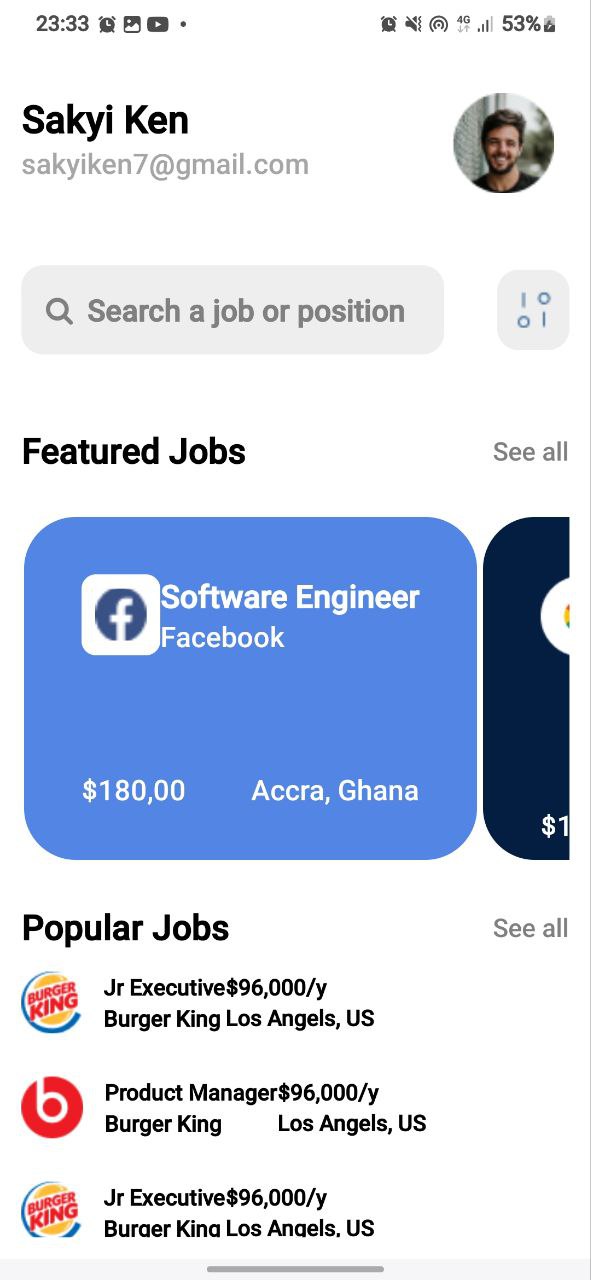 23:33 4G 53%
Sakyi Ken
sakyiken7@gmail.com
Search a job or position
Featured Jobs See all
Software Engineer
Facebook
$180,00 Accra, Ghana
$1
Popular Jobs See all
BURGER KING
Jr Executive$96,000/y
Burger King Los Angels, US
Product Manager$96,000/y
Burger King Los Angels, US
BURGER KING
Jr Executive$96,000/y
Burger King Los Angels, US